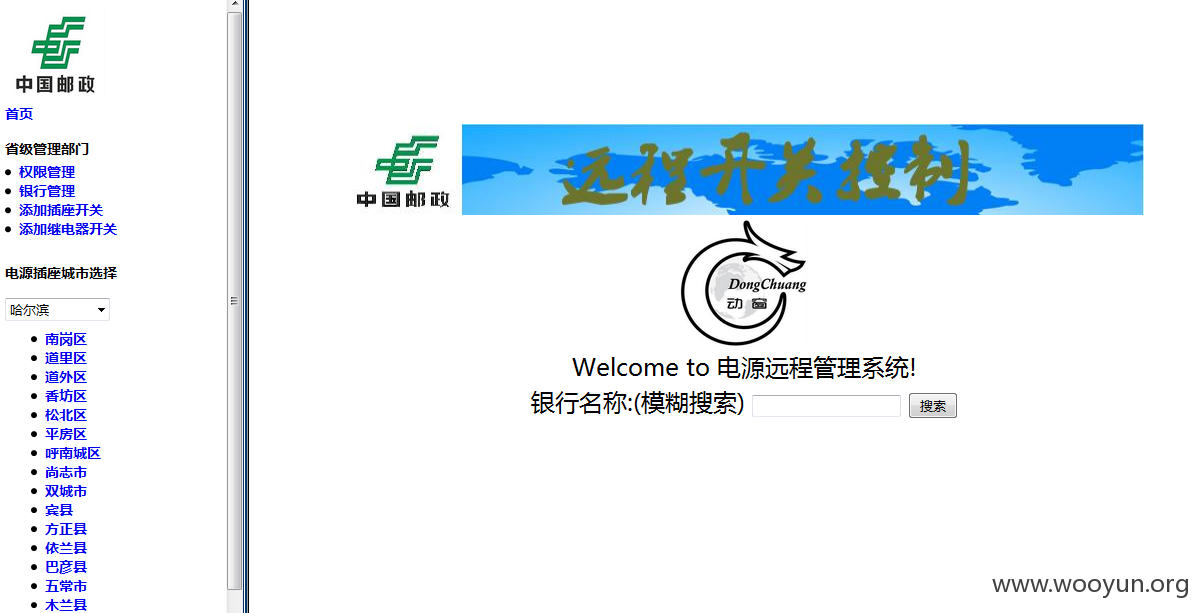 中国邮政
首页
省级管理部门
权限管理
银行管理
添加插座开关
添加继电器开关
电源插座城市选择
哈尔滨
南岗区
道里区
道外区
香坊区
松北区
平房区
呼南城区
尚志市
双城市
宾县
方正县
依兰县
巴彦县
五常市
木兰县
中国邮政
远程开关控制
DongChuang
动窗
Welcome to 电源远程管理系统!
银行名称:(模糊搜索) 搜索
www.wooyun.org